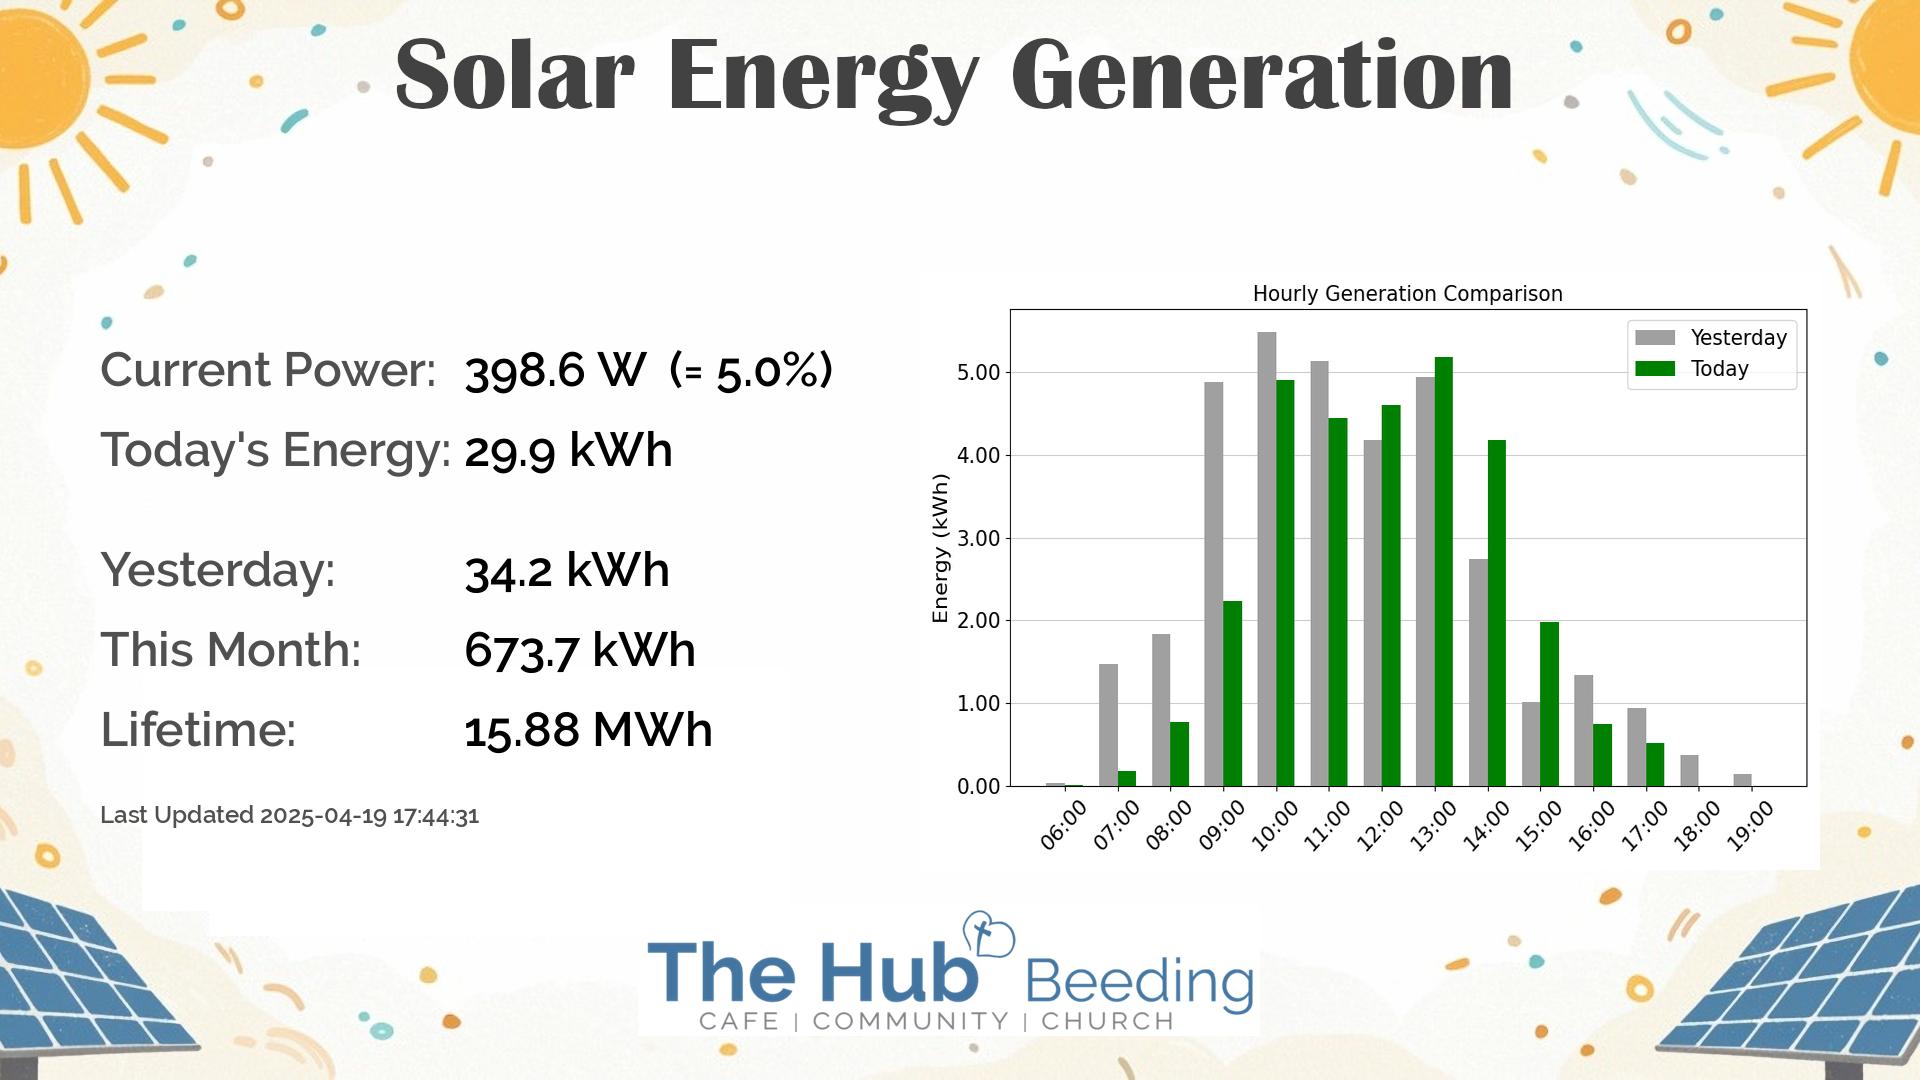 Solar Energy Generation
Current Power: 398.6 W (= 5.0%)
Today's Energy: 29.9 kWh
Yesterday: 34.2 kWh
This Month: 673.7 kWh
Lifetime: 15.88 MWh
Last Updated 2025-04-19 17:44:31
Hourly Generation Comparison
Yesterday
Today
Energy (kWh)
5.00
4.00
3.00
2.00
1.00
0.00
06:00 07:00 08:00 09:00 10:00 11:00 12:00 13:00 14:00 15:00 16:00 17:00 18:00 19:00
The Hub Beeding
CAFE | COMMUNITY | CHURCH